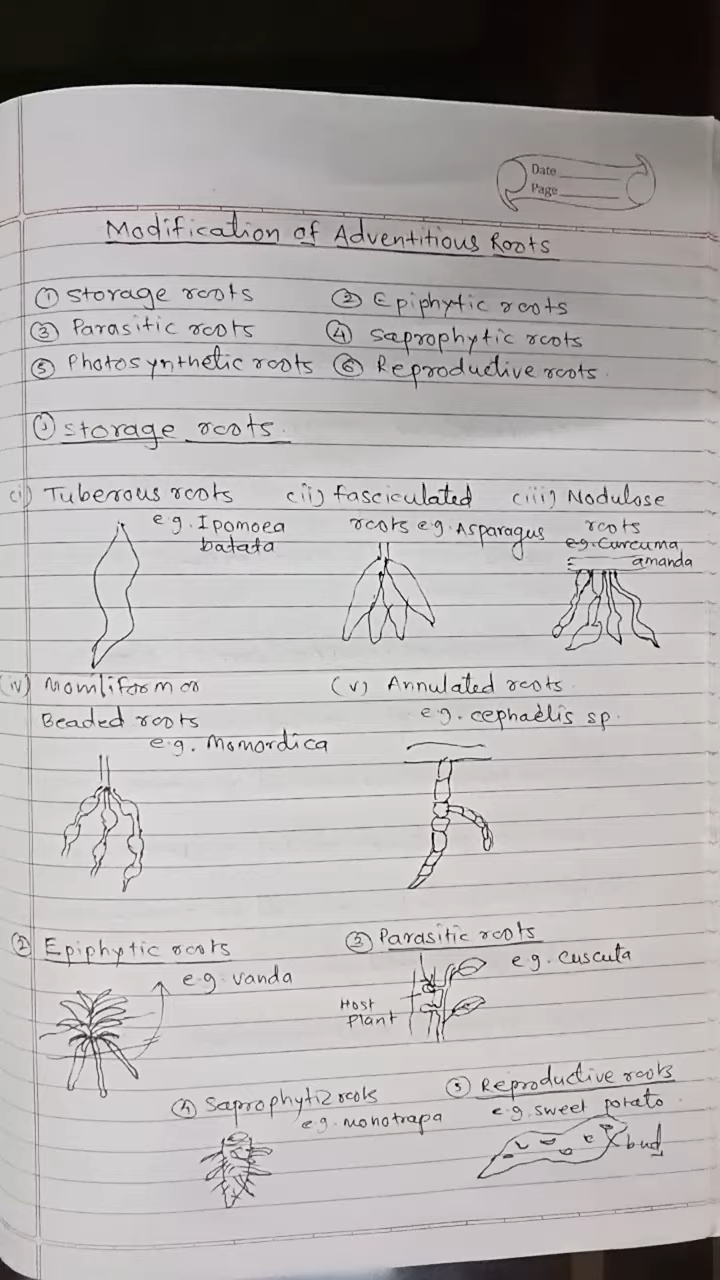 Date
Page
Modification of Adventitious Roots
① Storage roots ② Epiphytic roots
③ Parasitic roots ④ Saprophytic roots
⑤ Photosynthetic roots ⑥ Reproductive roots.
① Storage roots.
(i) Tuberous roots
e.g. Ipomoea
batata
(ii) fasciculated
roots e.g. Asparagus
(iii) Nodulose
roots
e.g. Curcuma
amanda
(iv) Moniliform or
Beaded roots
e.g. Momordica
(v) Annulated roots.
e.g. cephaelis sp.
② Epiphytic roots
e.g. vanda
③ Parasitic roots
e.g. cuscuta
Host
Plant
④ Saprophytiz roots
e.g. monotrapa
⑤ Reproductive roots
e.g. sweet potato.
bud